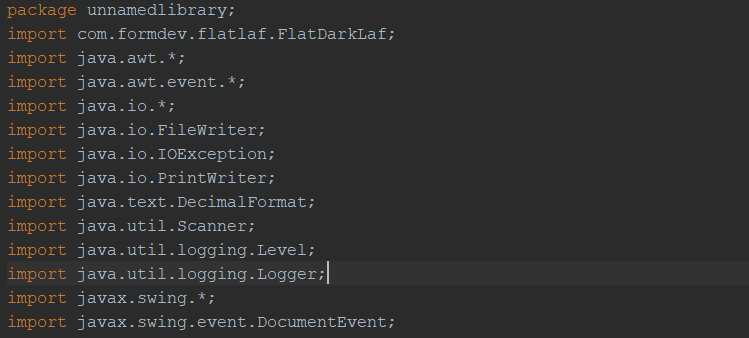 package unnamedlibrary;
import com.formdev.flatlaf.FlatDarkLaf;
import java.awt.*;
import java.awt.event.*;
import java.io.*;
import java.io.FileWriter;
import java.io.IOException;
import java.io.PrintWriter;
import java.text.DecimalFormat;
import java.util.Scanner;
import java.util.logging.Level;
import java.util.logging.Logger;
import javax.swing.*;
import javax.swing.event.DocumentEvent;